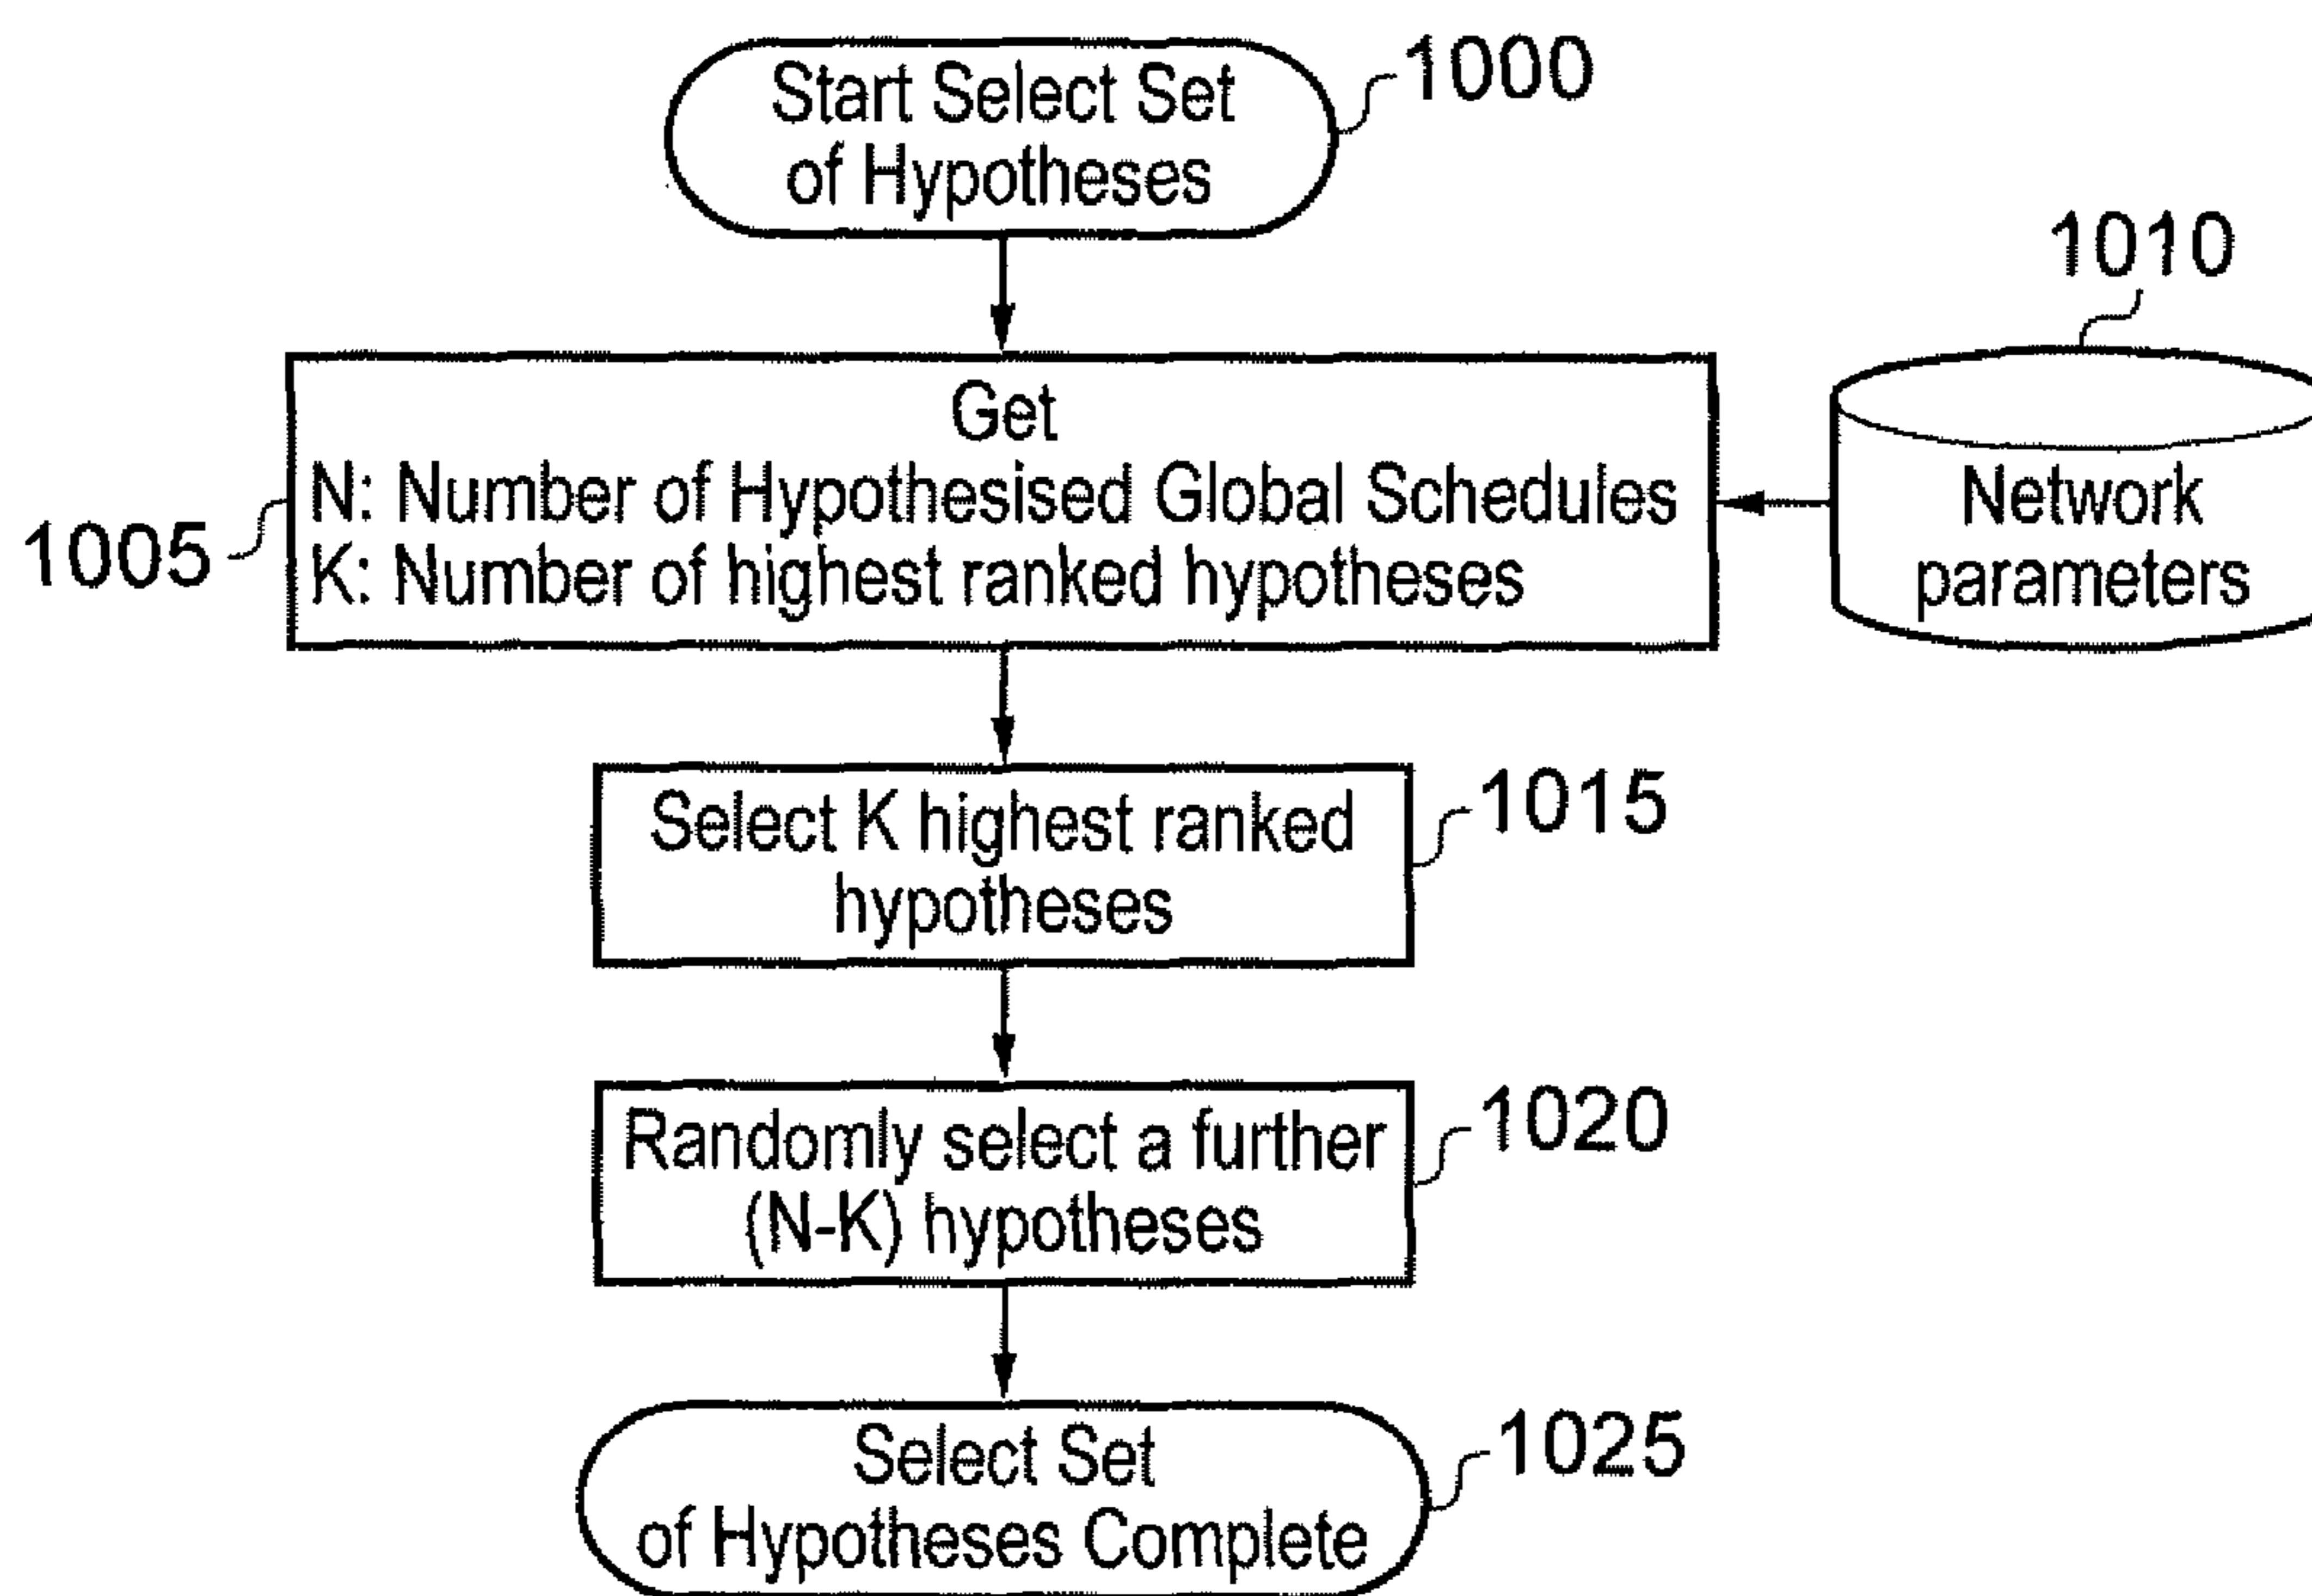 Start Select Set
of Hypotheses
1000
1010
Get
N: Number of Hypothesised Global Schedules
K: Number of highest ranked hypotheses
1005
Network
parameters
Select K highest ranked
hypotheses
1015
Randomly select a further
(N-K) hypotheses
1020
Select Set
of Hypotheses Complete
1025